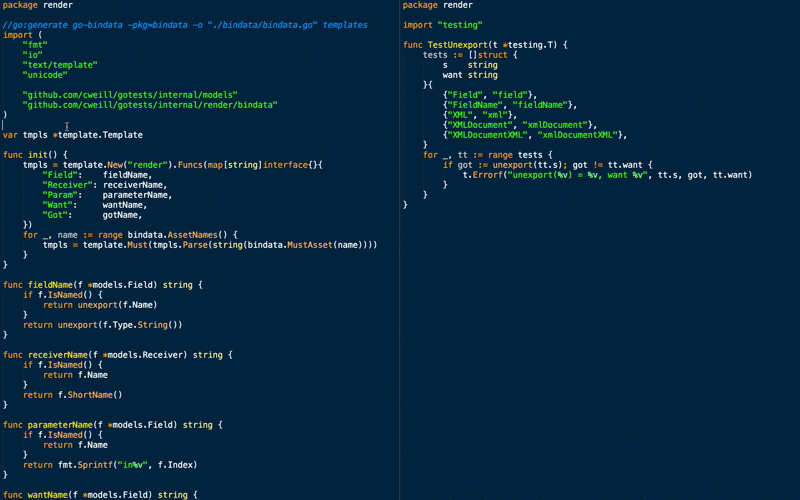 package render

//go:generate go-bindata -pkg=bindata -o "./bindata/bindata.go" templates
import (
    "fmt"
    "io"
    "text/template"
    "unicode"

    "github.com/cweill/gotests/internal/models"
    "github.com/cweill/gotests/internal/render/bindata"
)

var tmpls *template.Template

func init() {
    tmpls = template.New("render").Funcs(map[string]interface{}{
        "Field":    fieldName,
        "Receiver": receiverName,
        "Param":    parameterName,
        "Want":     wantName,
        "Got":      gotName,
    })
    for _, name := range bindata.AssetNames() {
        tmpls = template.Must(tmpls.Parse(string(bindata.MustAsset(name))))
    }
}

func fieldName(f *models.Field) string {
    if f.IsNamed() {
        return unexport(f.Name)
    }
    return unexport(f.Type.String())
}

func receiverName(f *models.Receiver) string {
    if f.IsNamed() {
        return f.Name
    }
    return f.ShortName()
}

func parameterName(f *models.Field) string {
    if f.IsNamed() {
        return f.Name
    }
    return fmt.Sprintf("in%v", f.Index)
}

func wantName(f *models.Field) string {

package render

import "testing"

func TestUnexport(t *testing.T) {
    tests := []struct {
        s    string
        want string
    }{
        {"Field", "field"},
        {"FieldName", "fieldName"},
        {"XML", "xml"},
        {"XMLDocument", "xmlDocument"},
        {"XMLDocumentXML", "xmlDocumentXML"},
    }
    for _, tt := range tests {
        if got := unexport(tt.s); got != tt.want {
            t.Errorf("unexport(%v) = %v, want %v", tt.s, got, tt.want)
        }
    }
}